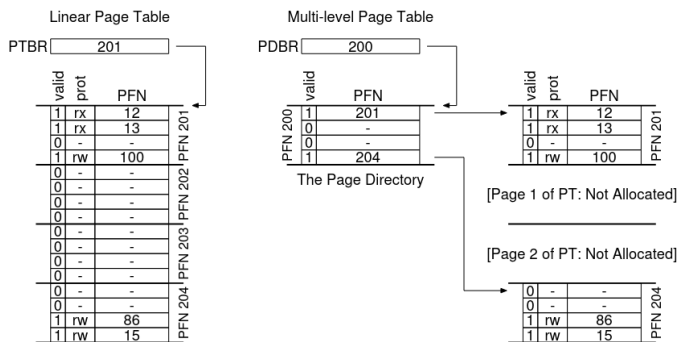 Linear Page Table
PTBR 201
valid prot PFN
1 rx 12
1 rx 13
0 - -
1 rw 100
PFN 201
0 - -
0 - -
0 - -
0 - -
PFN 202
0 - -
0 - -
0 - -
0 - -
PFN 203
0 - -
0 - -
1 rw 86
1 rw 15
PFN 204
Multi-level Page Table
PDBR 200
valid PFN
1 201
0 -
0 -
1 204
PFN 200
The Page Directory
valid prot PFN
1 rx 12
1 rx 13
0 - -
1 rw 100
PFN 201
[Page 1 of PT: Not Allocated]
[Page 2 of PT: Not Allocated]
0 - -
0 - -
1 rw 86
1 rw 15
PFN 204